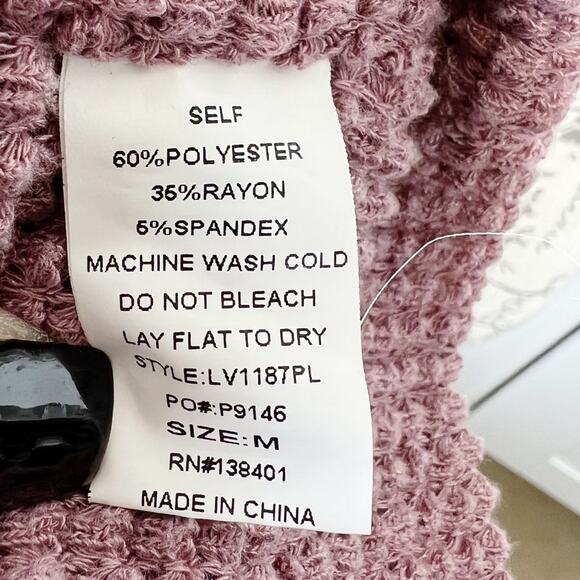 SELF
60%POLYESTER
35%RAYON
5%SPANDEX
MACHINE WASH COLD
DO NOT BLEACH
LAY FLAT TO DRY
STYLE:LV1187PL
PO#:P9146
SIZE:M
RN#138401
MADE IN CHINA